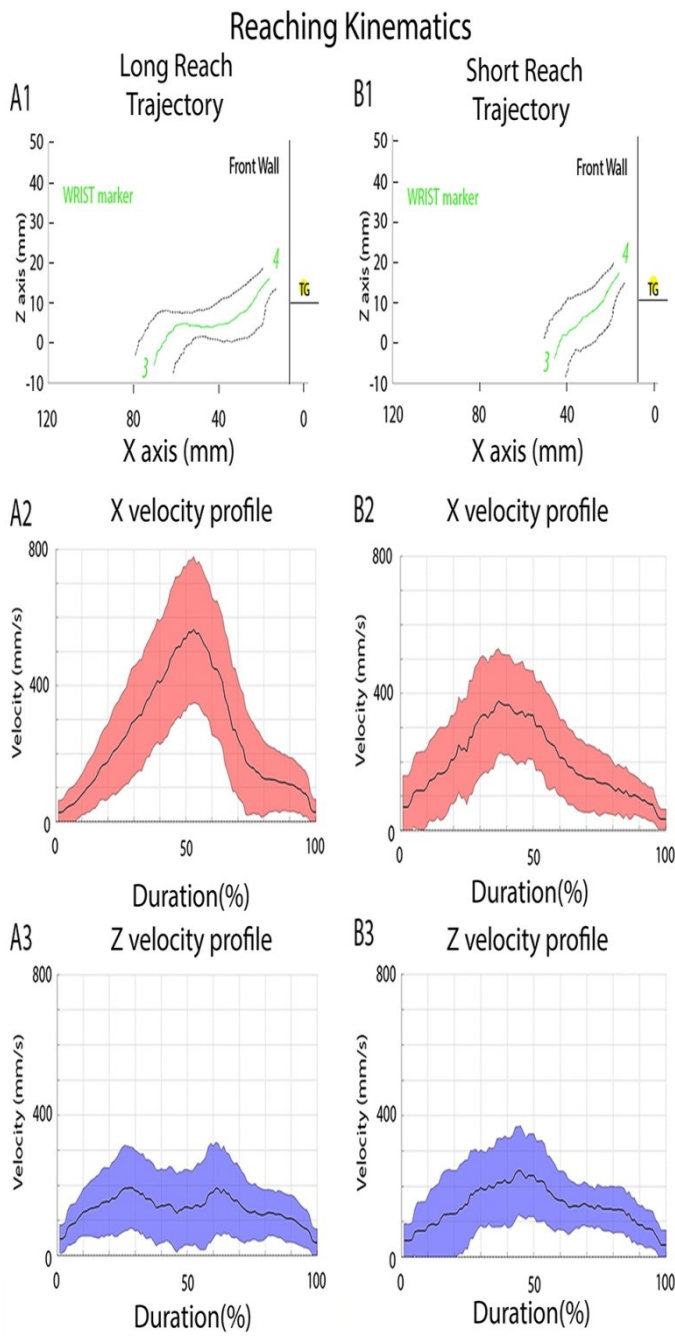 Reaching Kinematics
A1
Long Reach
Trajectory
50
40
30
20
10
0
-10
Z axis (mm)
WRIST marker
Front Wall
4
3
TG
120
80
40
0
X axis (mm)
B1
Short Reach
Trajectory
50
40
30
20
10
0
-10
Z axis (mm)
WRIST marker
Front Wall
4
3
TG
120
80
40
0
X axis (mm)
A2
X velocity profile
800
400
0
Velocity (mm/s)
0
50
100
Duration(%)
B2
X velocity profile
800
400
0
Velocity (mm/s)
0
50
100
Duration(%)
A3
Z velocity profile
800
400
0
Velocity (mm/s)
0
50
100
Duration(%)
B3
Z velocity profile
800
400
0
Velocity (mm/s)
0
50
100
Duration(%)